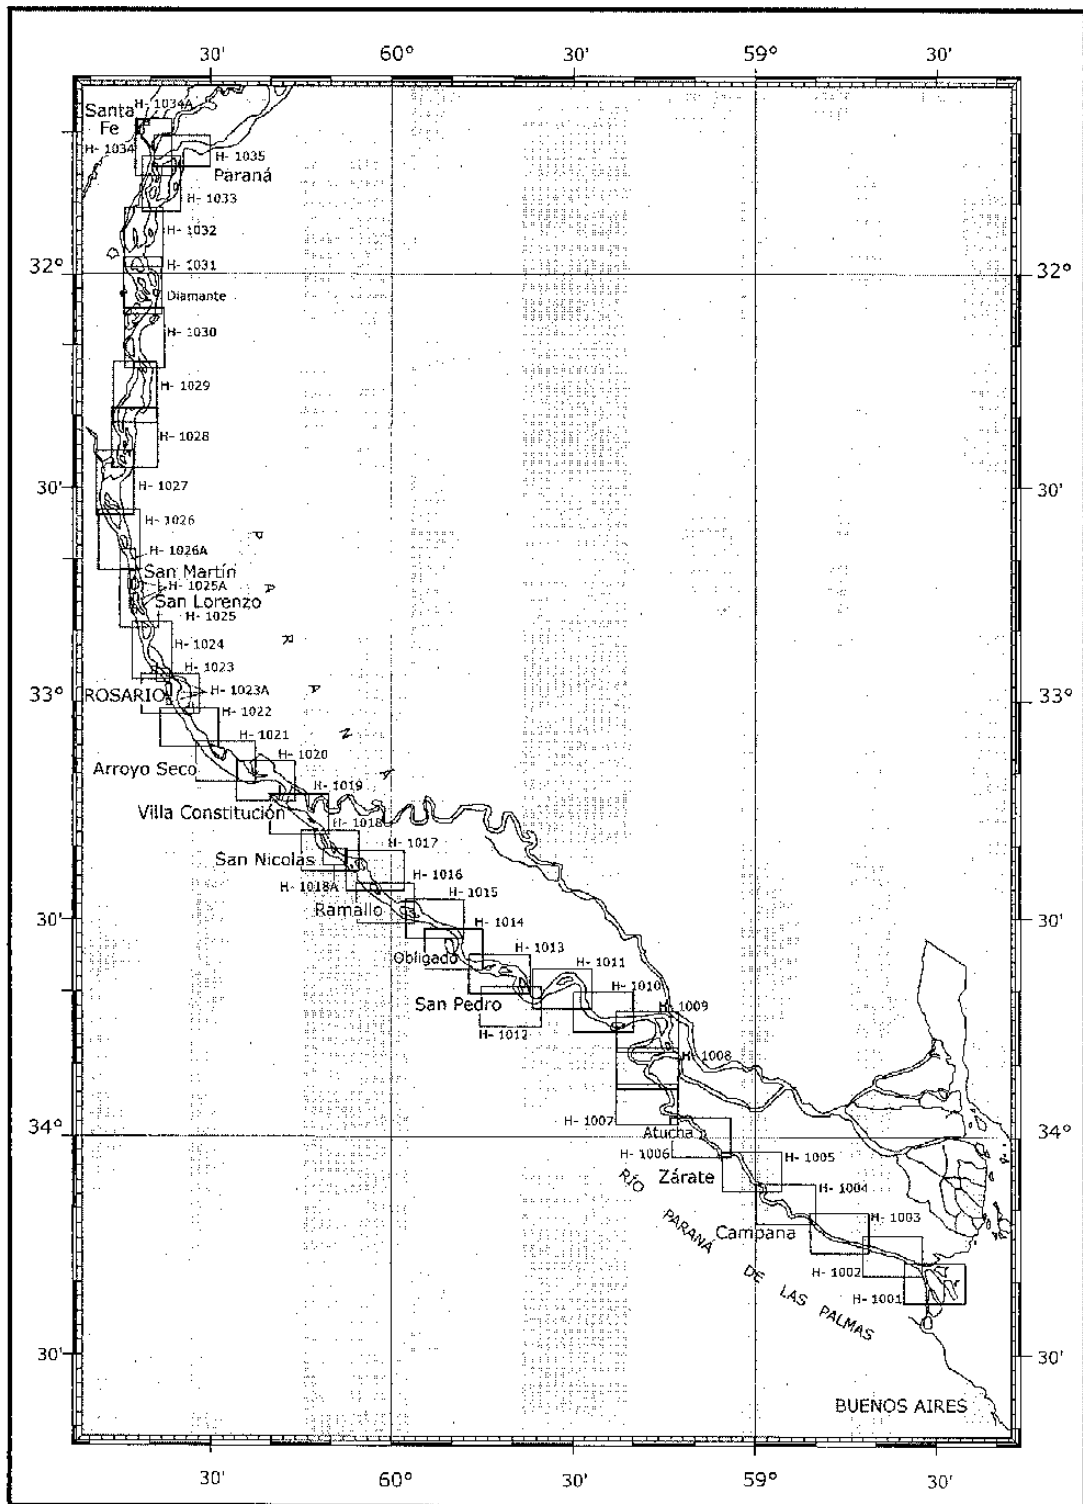 30'
60°
30'
59°
30'
H- 1034A
Santa
Fe
H- 1034
H- 1035
Paraná
H- 1033
H- 1032
H- 1031
32°
32°
Diamante
H- 1030
H- 1029
H- 1028
30'
H- 1027
30'
H- 1026
H- 1026A
San Martín
H- 1025A
San Lorenzo
H- 1025
H- 1024
H- 1023
33°
ROSARIO
H- 1023A
33°
H- 1022
H- 1021
H- 1020
Arroyo Seco
H- 1019
Villa Constitución
H- 1018
H- 1017
San Nicolas
H- 1018A
H- 1016
H- 1015
Ramallo
30'
H- 1014
30'
Obligado
H- 1013
H- 1011
H- 1010
San Pedro
H- 1009
H- 1012
H- 1008
H- 1007
Atucha
34°
34°
H- 1006
H- 1005
Zárate
H- 1004
H- 1003
Campana
H- 1002
H- 1001
P A R A N A
RÍO PARANÁ DE LAS PALMAS
30'
30'
BUENOS AIRES
30'
60°
30'
59°
30'